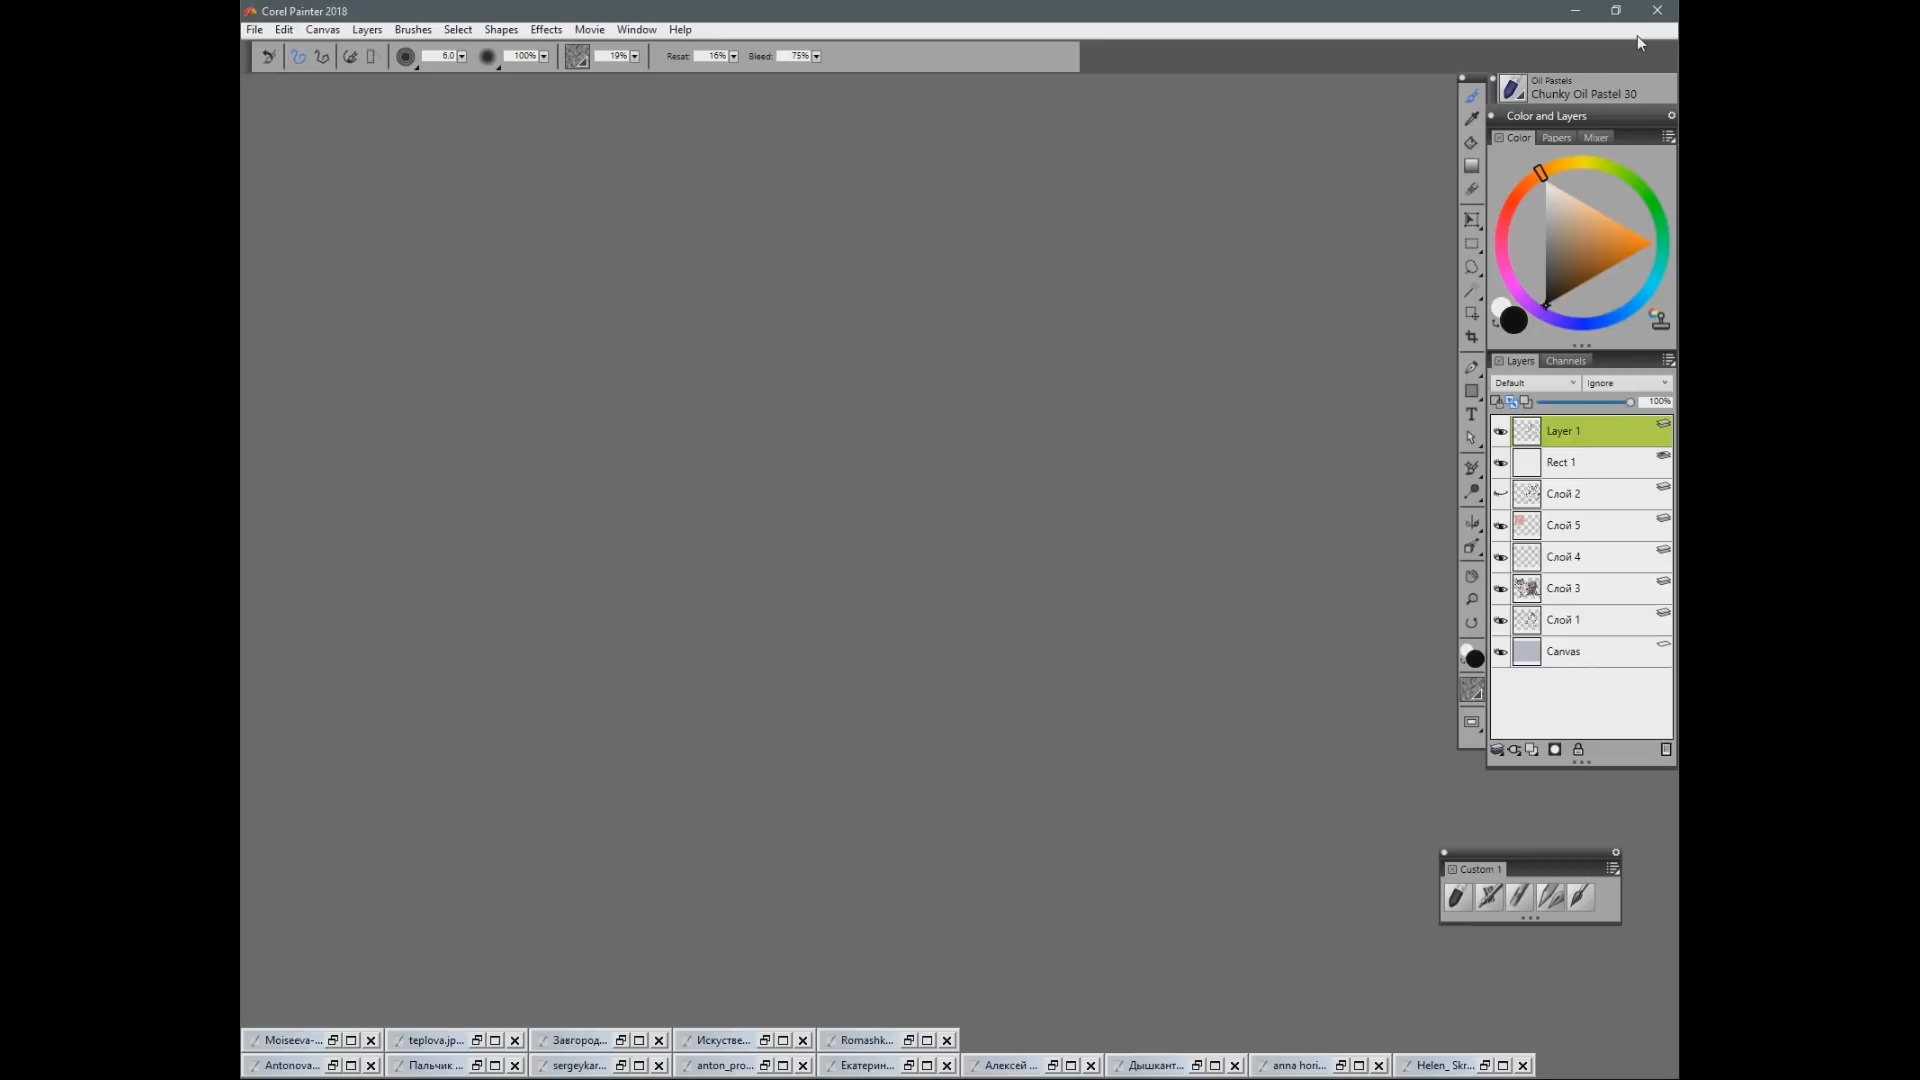 Corel Painter 2018
File Edit Canvas Layers Brushes Select Shapes Effects Movie Window Help
6,0 100% 19% Resat: 16% Bleed: 75%
Oil Pastels
Chunky Oil Pastel 30
Color and Layers
Color Papers Mixer
Layers Channels
Default Ignore
100%
Layer 1
Rect 1
Слой 2
Слой 5
Слой 4
Слой 3
Слой 1
Canvas
Custom 1
Moiseeva-... teplova.jp... Завгород... Искустве... Romashk...
Antonova... Пальчик ... sergeykar... anton_pro... Екатерин... Алексей ... Дышкант... anna hori... Helen_ Skr...